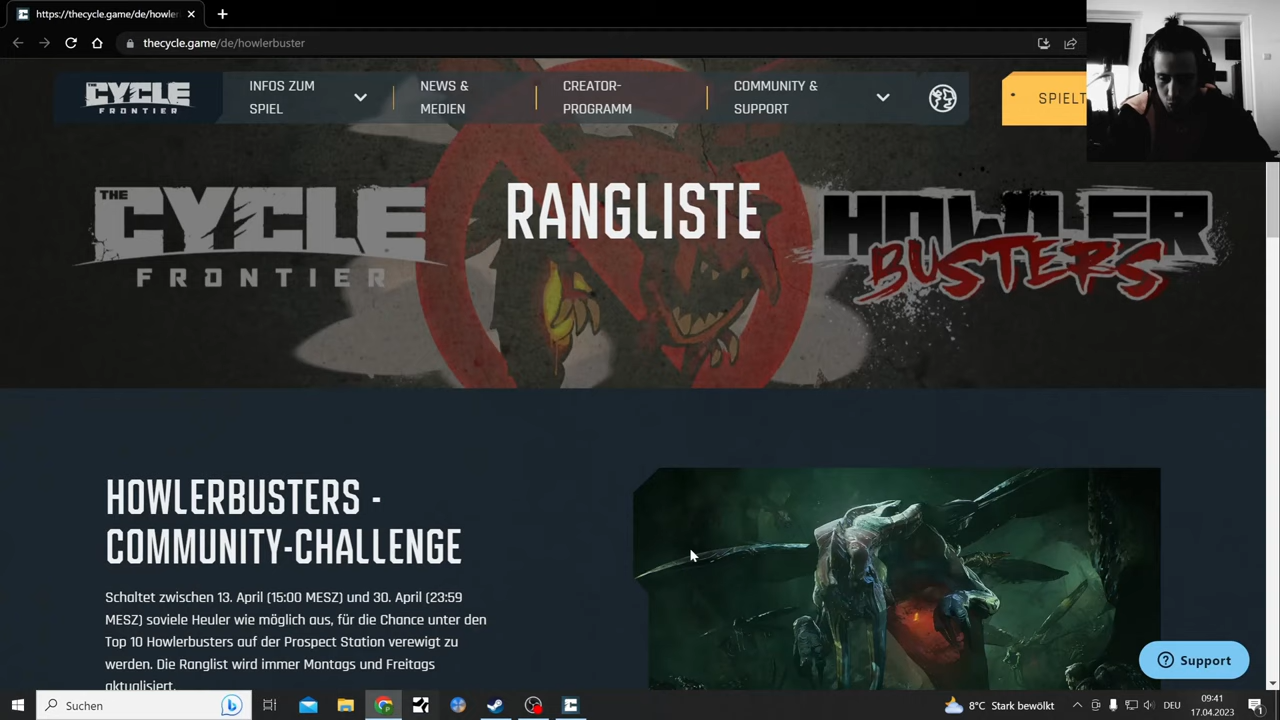 https://thecycle.game/de/howler
thecycle.game/de/howlerbuster
THE CYCLE FRONTIER
INFOS ZUM SPIEL
NEWS & MEDIEN
CREATOR-PROGRAMM
COMMUNITY & SUPPORT
SPIELT
THE CYCLE FRONTIER
RANGLISTE
HOWLER BUSTERS
HOWLERBUSTERS -
COMMUNITY-CHALLENGE
Schaltet zwischen 13. April (15:00 MESZ) und 30. April (23:59
MESZ) soviele Heuler wie möglich aus, für die Chance unter den
Top 10 Howlerbusters auf der Prospect Station verewigt zu
werden. Die Ranglist wird immer Montags und Freitags
aktualisiert.
Support
Suchen
8°C Stark bewölkt
DEU
09:41
17.04.2023
1